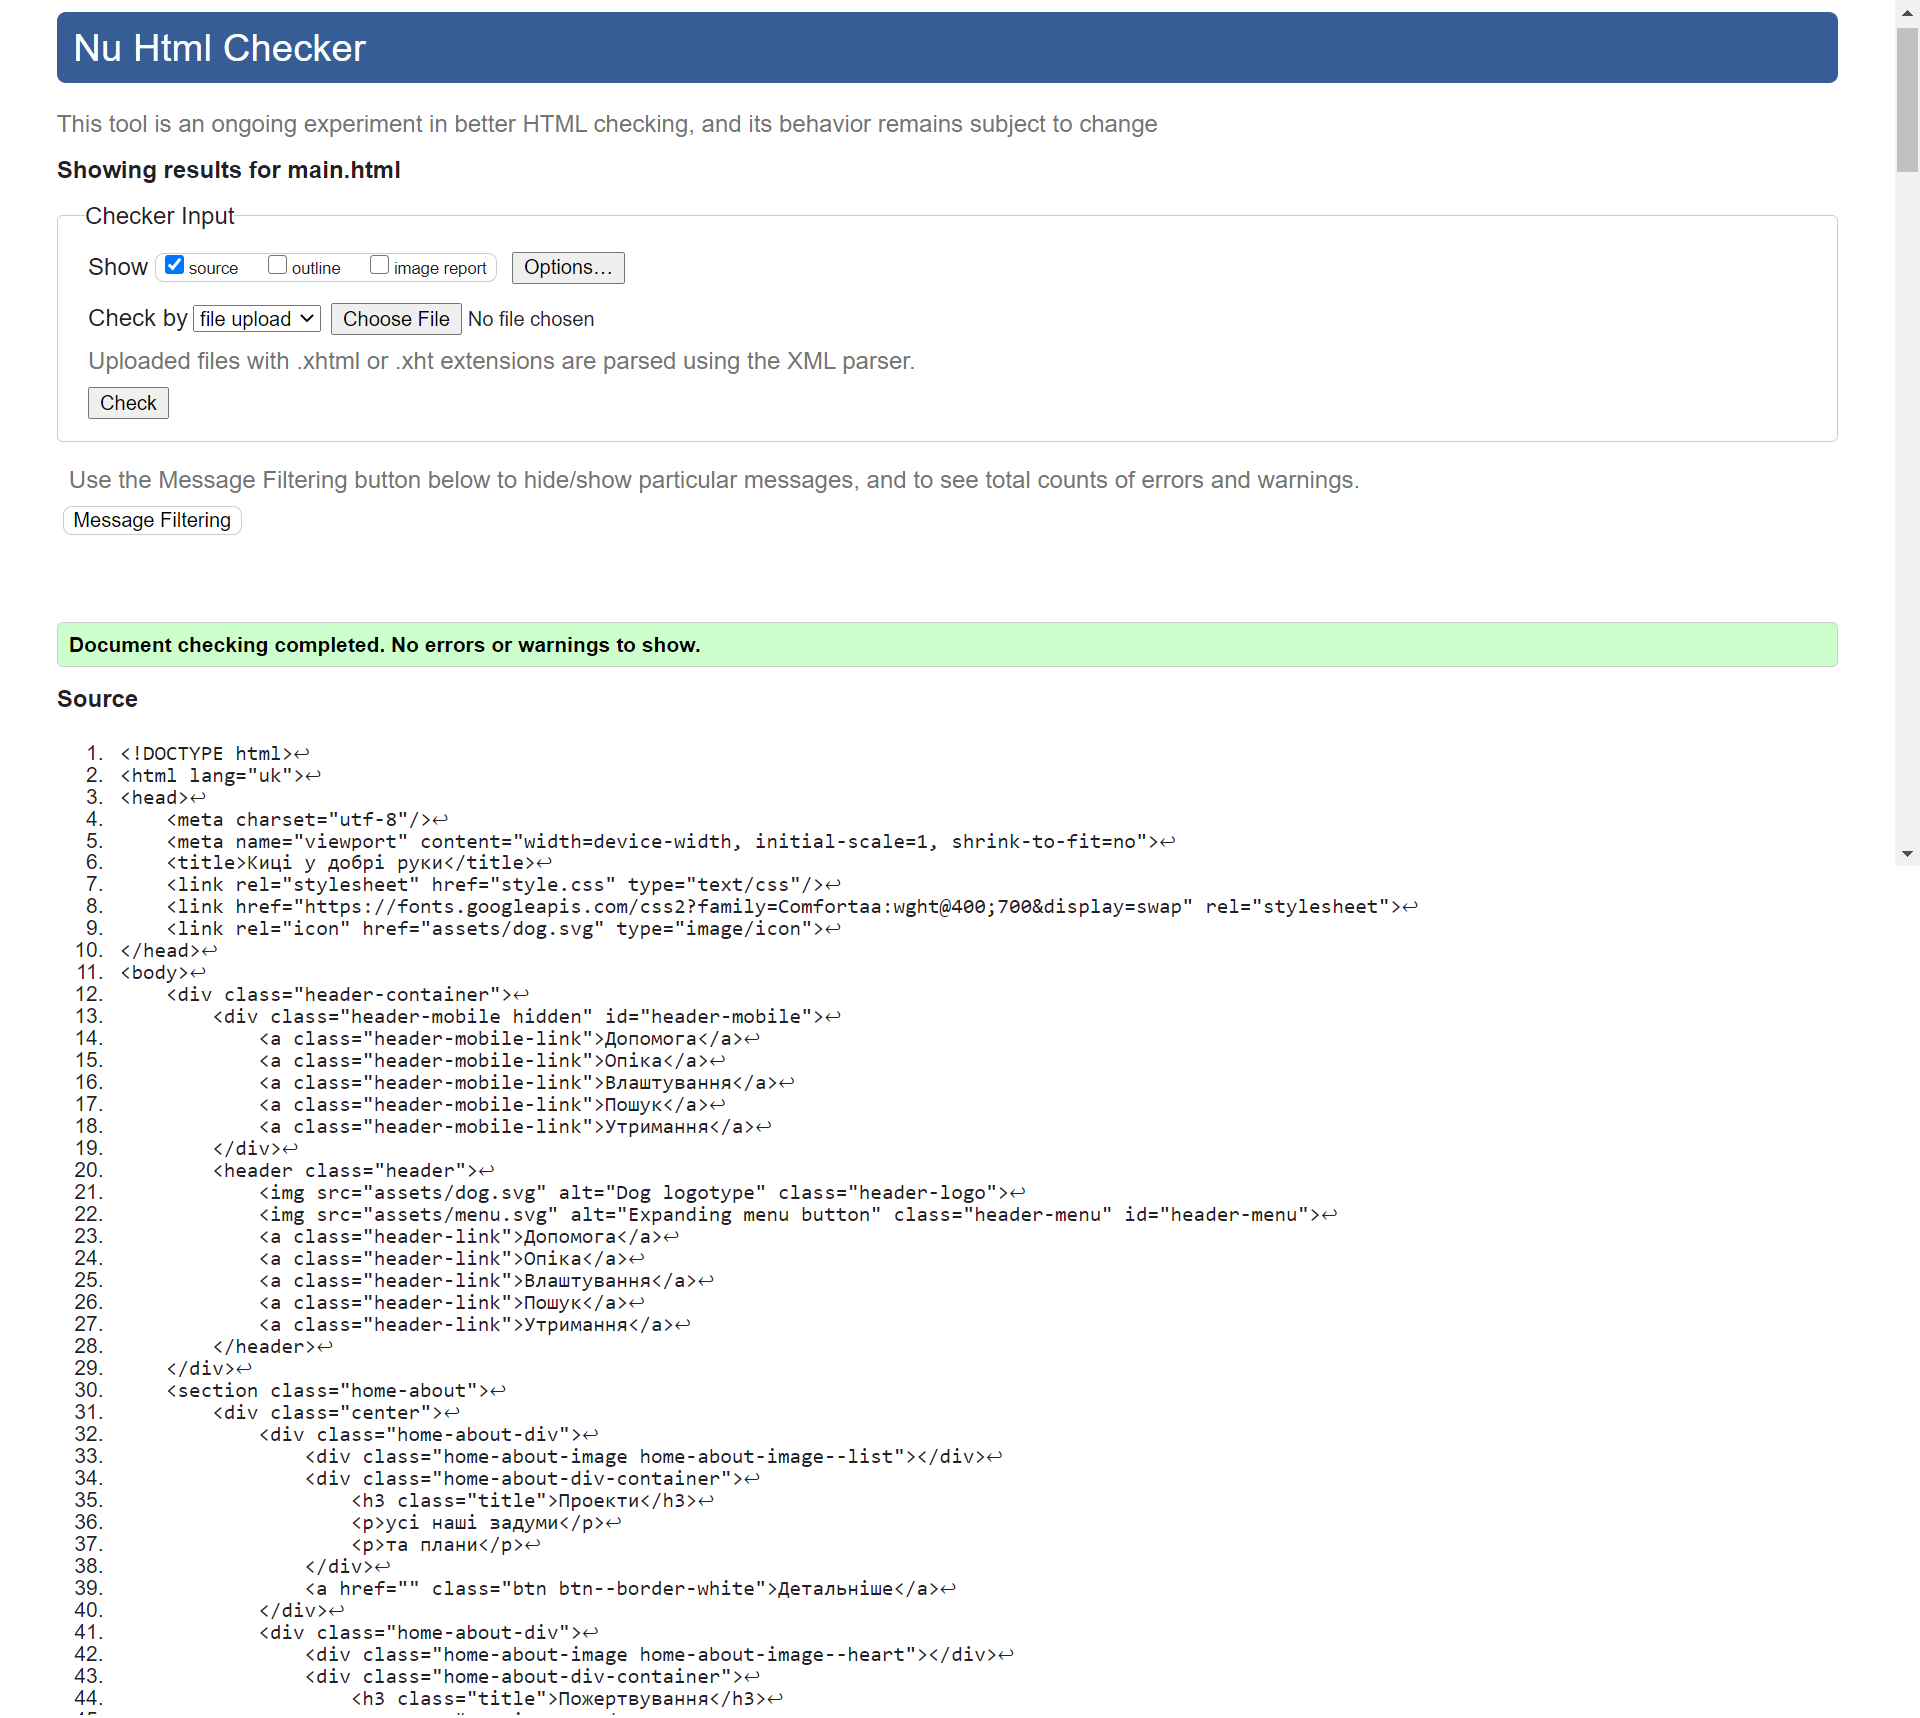 Nu Html Checker
This tool is an ongoing experiment in better HTML checking, and its behavior remains subject to change
Showing results for main.html
Checker Input
Show source outline image report Options…
Check by file upload Choose File No file chosen
Uploaded files with .xhtml or .xht extensions are parsed using the XML parser.
Check
Use the Message Filtering button below to hide/show particular messages, and to see total counts of errors and warnings.
Message Filtering
Document checking completed. No errors or warnings to show.
Source
1. <!DOCTYPE html>↩
2. <html lang="uk">↩
3. <head>↩
4.     <meta charset="utf-8"/>↩
5.     <meta name="viewport" content="width=device-width, initial-scale=1, shrink-to-fit=no">↩
6.     <title>Киці у добрі руки</title>↩
7.     <link rel="stylesheet" href="style.css" type="text/css"/>↩
8.     <link href="https://fonts.googleapis.com/css2?family=Comfortaa:wght@400;700&display=swap" rel="stylesheet">↩
9.     <link rel="icon" href="assets/dog.svg" type="image/icon">↩
10. </head>↩
11. <body>↩
12.     <div class="header-container">↩
13.         <div class="header-mobile hidden" id="header-mobile">↩
14.             <a class="header-mobile-link">Допомога</a>↩
15.             <a class="header-mobile-link">Опіка</a>↩
16.             <a class="header-mobile-link">Влаштування</a>↩
17.             <a class="header-mobile-link">Пошук</a>↩
18.             <a class="header-mobile-link">Утримання</a>↩
19.         </div>↩
20.         <header class="header">↩
21.             <img src="assets/dog.svg" alt="Dog logotype" class="header-logo">↩
22.             <img src="assets/menu.svg" alt="Expanding menu button" class="header-menu" id="header-menu">↩
23.             <a class="header-link">Допомога</a>↩
24.             <a class="header-link">Опіка</a>↩
25.             <a class="header-link">Влаштування</a>↩
26.             <a class="header-link">Пошук</a>↩
27.             <a class="header-link">Утримання</a>↩
28.         </header>↩
29.     </div>↩
30.     <section class="home-about">↩
31.         <div class="center">↩
32.             <div class="home-about-div">↩
33.                 <div class="home-about-image home-about-image--list"></div>↩
34.                 <div class="home-about-div-container">↩
35.                     <h3 class="title">Проекти</h3>↩
36.                     <p>усі наші задуми</p>↩
37.                     <p>та плани</p>↩
38.                 </div>↩
39.                 <a href="" class="btn btn--border-white">Детальніше</a>↩
40.             </div>↩
41.             <div class="home-about-div">↩
42.                 <div class="home-about-image home-about-image--heart"></div>↩
43.                 <div class="home-about-div-container">↩
44.                     <h3 class="title">Пожертвування</h3>↩